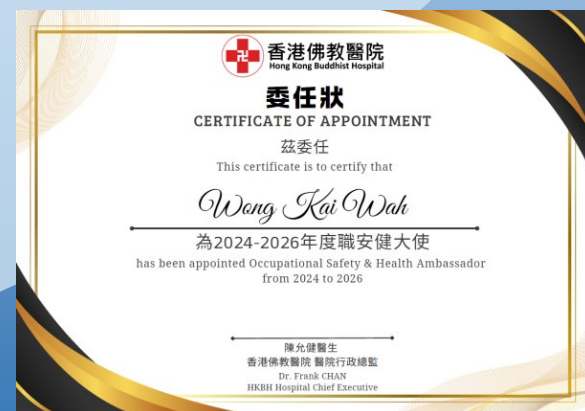 香港佛教醫院
Hong Kong Buddhist Hospital
委任狀
CERTIFICATE OF APPOINTMENT
茲委任
This certificate is to certify that
Wong Kai Wah
為2024-2026年度職安健大使
has been appointed Occupational Safety & Health Ambassador
from 2024 to 2026
陳允健醫生
香港佛教醫院 醫院行政總監
Dr. Frank CHAN
HKBH Hospital Chief Executive